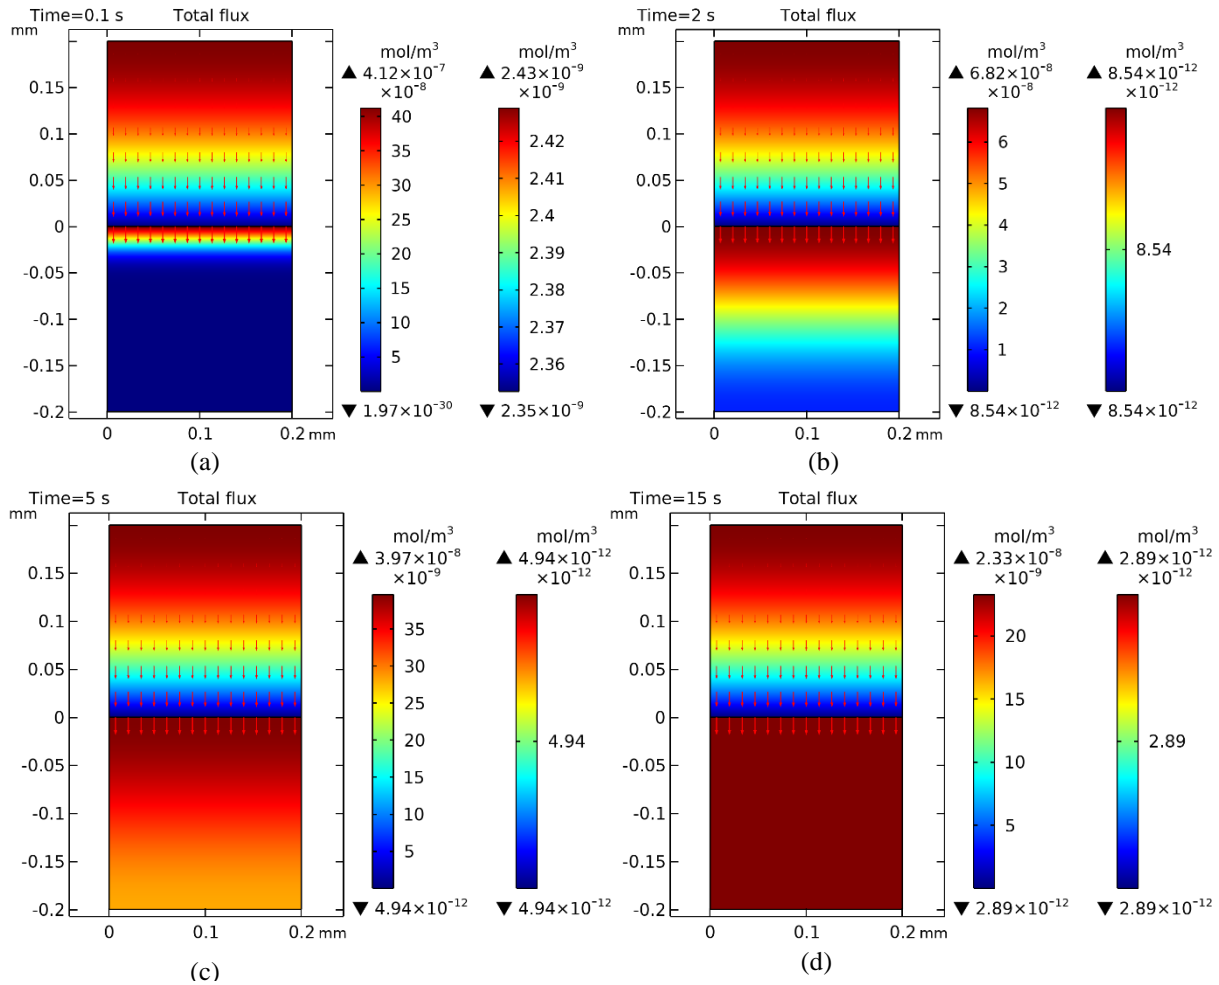 Time=0.1 s Total flux
mm
mol/m³ mol/m³
▲ 4.12×10⁻⁷ ▲ 2.43×10⁻⁹
×10⁻⁸ ×10⁻⁹
40
35
30
25
20
15
10
5
2.42
2.41
2.4
2.39
2.38
2.37
2.36
▼ 1.97×10⁻³⁰ ▼ 2.35×10⁻⁹
0.15
0.1
0.05
0
-0.05
-0.1
-0.15
-0.2
0 0.1 0.2 mm
(a)
Time=2 s Total flux
mm
mol/m³ mol/m³
▲ 6.82×10⁻⁸ ▲ 8.54×10⁻¹²
×10⁻⁸ ×10⁻¹²
6
5
4
3
2
1
8.54
▼ 8.54×10⁻¹² ▼ 8.54×10⁻¹²
0.15
0.1
0.05
0
-0.05
-0.1
-0.15
-0.2
0 0.1 0.2 mm
(b)
Time=5 s Total flux
mm
mol/m³ mol/m³
▲ 3.97×10⁻⁸ ▲ 4.94×10⁻¹²
×10⁻⁹ ×10⁻¹²
35
30
25
20
15
10
5
4.94
▼ 4.94×10⁻¹² ▼ 4.94×10⁻¹²
0.15
0.1
0.05
0
-0.05
-0.1
-0.15
-0.2
0 0.1 0.2 mm
(c)
Time=15 s Total flux
mm
mol/m³ mol/m³
▲ 2.33×10⁻⁸ ▲ 2.89×10⁻¹²
×10⁻⁹ ×10⁻¹²
20
15
10
5
2.89
▼ 2.89×10⁻¹² ▼ 2.89×10⁻¹²
0.15
0.1
0.05
0
-0.05
-0.1
-0.15
-0.2
0 0.1 0.2 mm
(d)